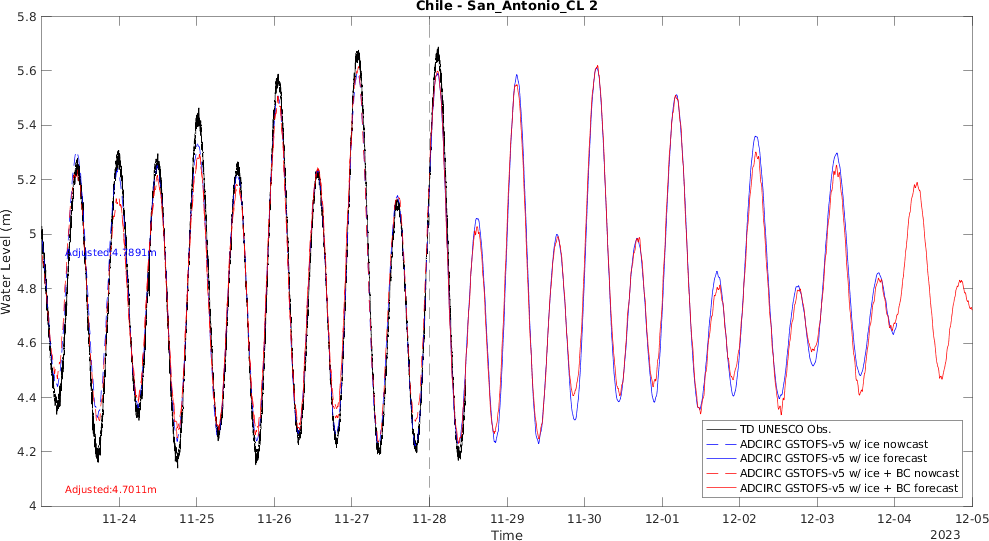 Chile - San_Antonio_CL 2
5.8
5.6
5.4
5.2
5
4.8
4.6
4.4
4.2
4
Water Level (m)
Adjusted:4.7891m
Adjusted:4.7011m
TD UNESCO Obs.
ADCIRC GSTOFS-v5 w/ ice nowcast
ADCIRC GSTOFS-v5 w/ ice forecast
ADCIRC GSTOFS-v5 w/ ice + BC nowcast
ADCIRC GSTOFS-v5 w/ ice + BC forecast
11-24 11-25 11-26 11-27 11-28 11-29 11-30 12-01 12-02 12-03 12-04 12-05
Time
2023